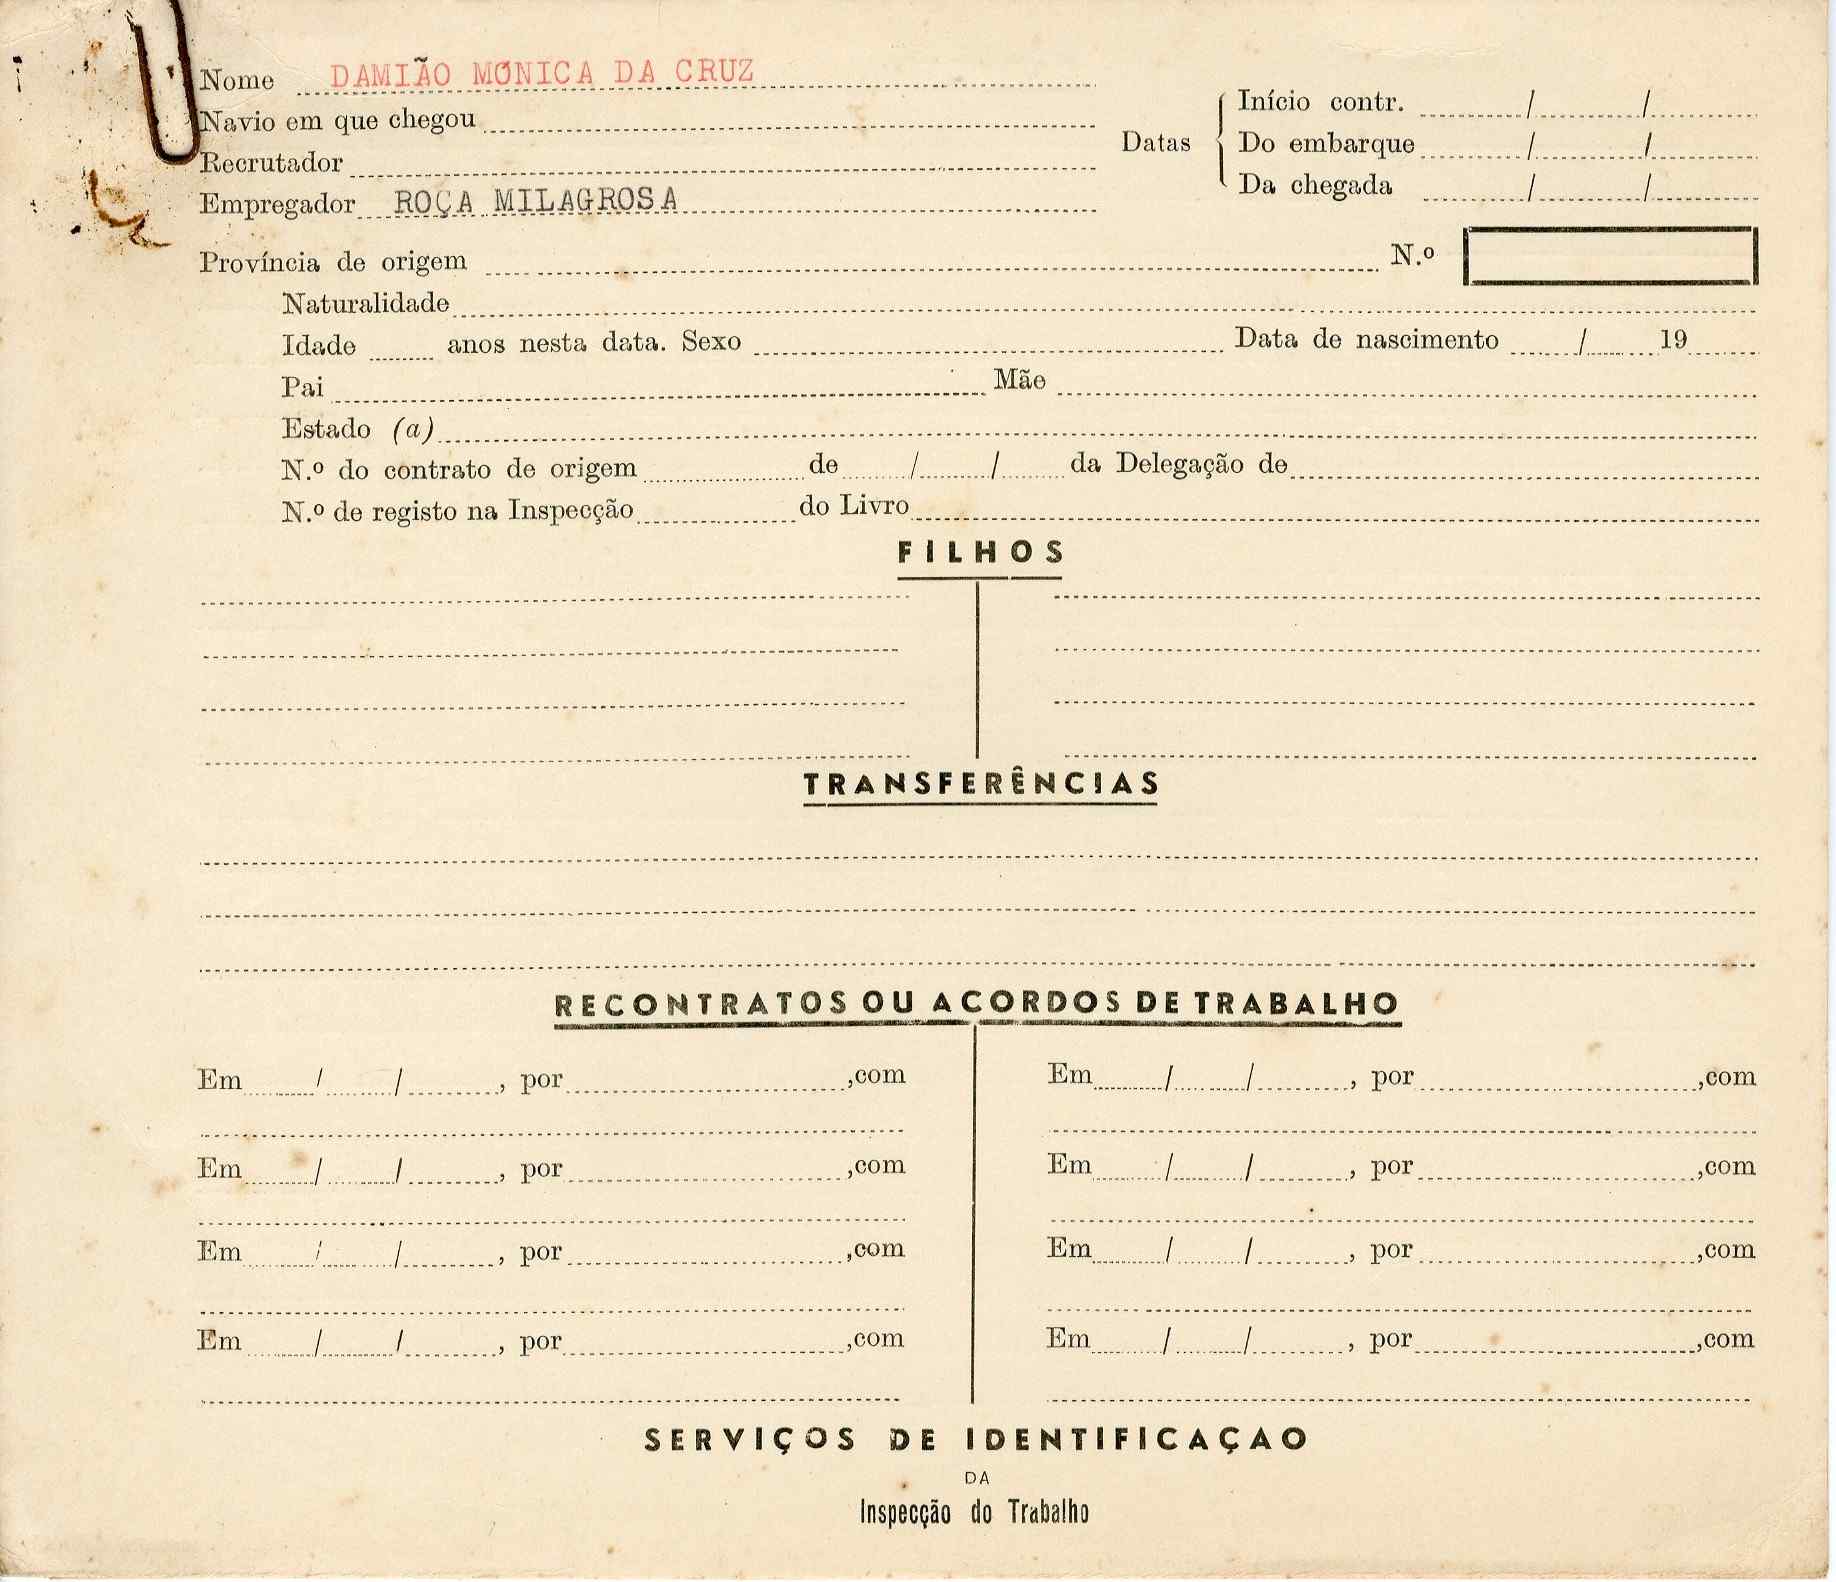 Nome DAMIÃO MÓNICA DA CRUZ
Navio em que chegou
Recrutador
Empregador ROÇA MILAGROSA
Datas
Início contr. / /
Do embarque / /
Da chegada / /
Província de origem N.º
Naturalidade
Idade anos nesta data. Sexo Data de nascimento / 19
Pai Mãe
Estado (a)
N.º do contrato de origem de / / da Delegação de
N.º de registo na Inspecção do Livro
FILHOS
TRANSFERÊNCIAS
RECONTRATOS OU ACORDOS DE TRABALHO
Em / / , por ,com
Em / / , por ,com
Em / / , por ,com
Em / / , por ,com
Em / / , por ,com
Em / / , por ,com
Em / / , por ,com
Em / / , por ,com
SERVIÇOS DE IDENTIFICAÇAO
DA
Inspecção do Trabalho